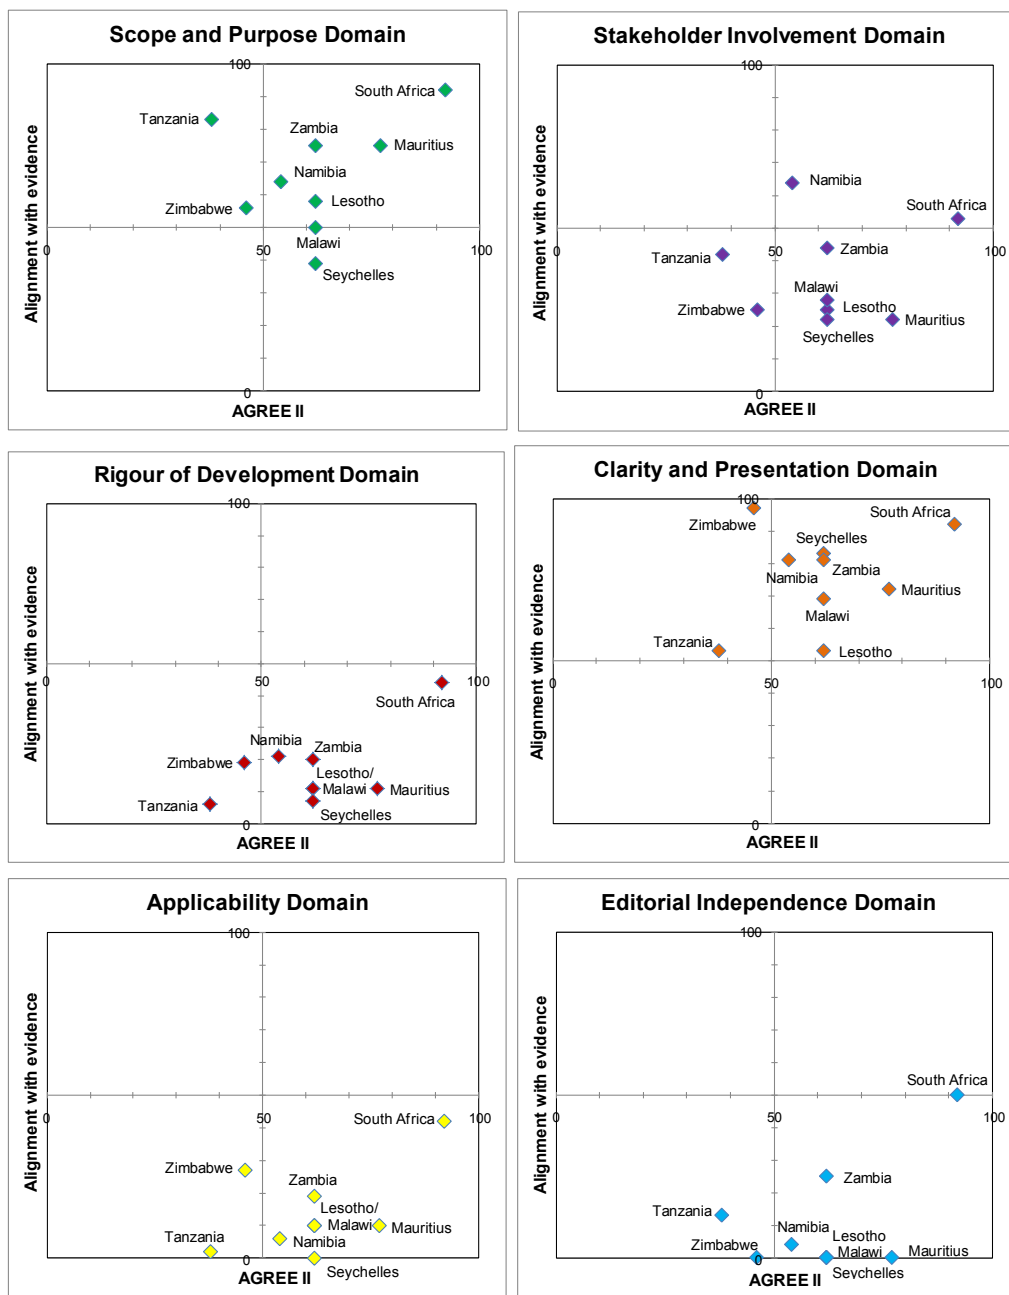 Scope and Purpose Domain
100
South Africa
Tanzania
Zambia
Mauritius
Namibia
Lesotho
Zimbabwe
Malawi
0
50
100
Seychelles
0
Alignment with evidence
AGREE II
Stakeholder Involvement Domain
100
Namibia
South Africa
0
50
100
Zambia
Tanzania
Malawi
Lesotho
Zimbabwe
Mauritius
Seychelles
0
Alignment with evidence
AGREE II
Rigour of Development Domain
100
0
50
100
South Africa
Namibia
Zambia
Zimbabwe
Lesotho/
Malawi
Mauritius
Tanzania
Seychelles
0
Alignment with evidence
AGREE II
Clarity and Presentation Domain
100
South Africa
Zimbabwe
Seychelles
Zambia
Namibia
Mauritius
Malawi
Tanzania
Lesotho
0
50
100
0
Alignment with evidence
AGREE II
Applicability Domain
100
0
50
100
South Africa
Zimbabwe
Zambia
Lesotho/
Malawi
Mauritius
Tanzania
Namibia
Seychelles
0
Alignment with evidence
AGREE II
Editorial Independence Domain
100
South Africa
0
50
100
Zambia
Tanzania
Namibia
Lesotho
Zimbabwe
Malawi
Mauritius
Seychelles
0
Alignment with evidence
AGREE II